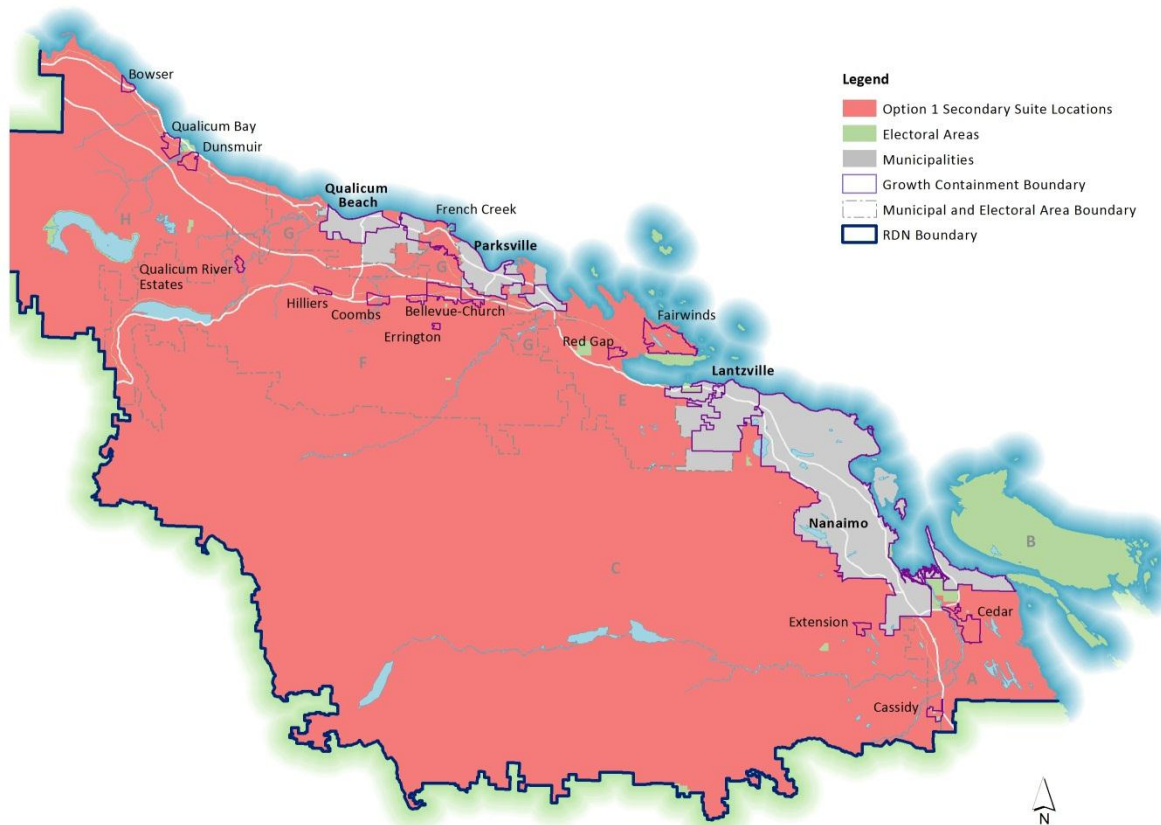 Bowser
Qualicum Bay
Dunsmuir
Qualicum
Beach
French Creek
Parksville
H
G
G
Qualicum River
Estates
Hilliers
Coombs
Bellevue-Church
Errington
Fairwinds
Red Gap
G
F
E
Lantzville
Nanaimo
B
C
Extension
Cedar
A
Cassidy
Legend
Option 1 Secondary Suite Locations
Electoral Areas
Municipalities
Growth Containment Boundary
Municipal and Electoral Area Boundary
RDN Boundary
N